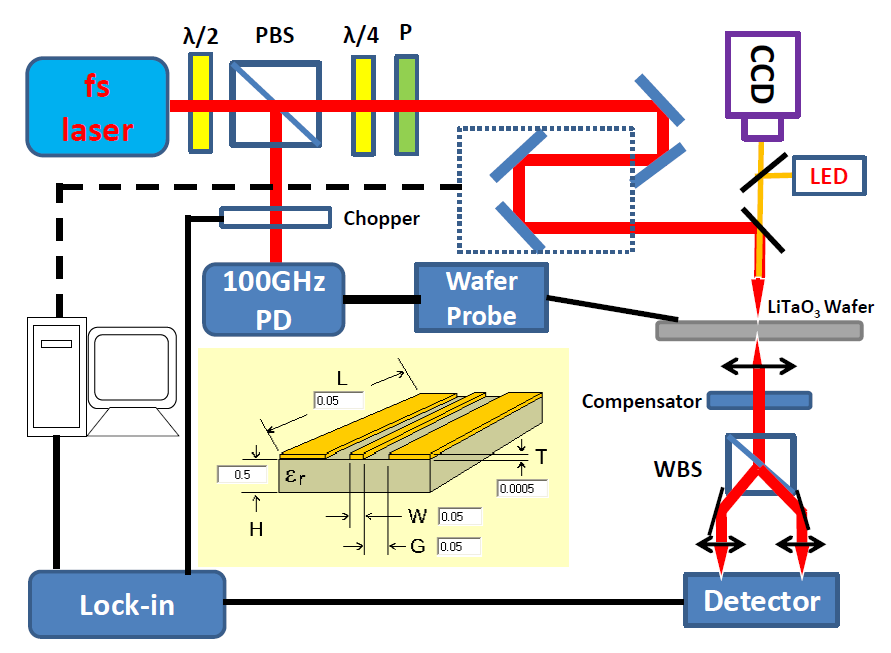 λ/2
PBS
λ/4
P
fs
laser
CCD
LED
Chopper
100GHz
PD
Wafer
Probe
LiTaO₃ Wafer
Compensator
WBS
L
0.05
0.5
εr
H
T
0.0005
W 0.05
G 0.05
Lock-in
Detector